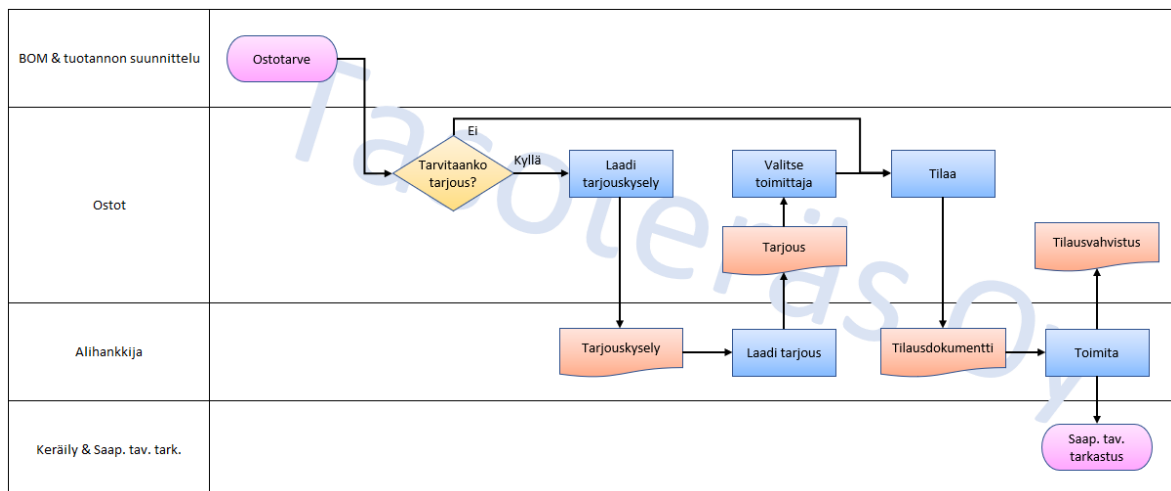 BOM & tuotannon suunnittelu
Ostotarve
Ei
Tarvitaanko
tarjous?
Kyllä
Laadi
tarjouskysely
Valitse
toimittaja
Tilaa
Ostot
Tarjous
Tilausvahvistus
Alihankkija
Tarjouskysely
Laadi tarjous
Tilausdokumentti
Toimita
Keräily & Saap. tav. tark.
Saap. tav.
tarkastus
Tasoteräs Oy